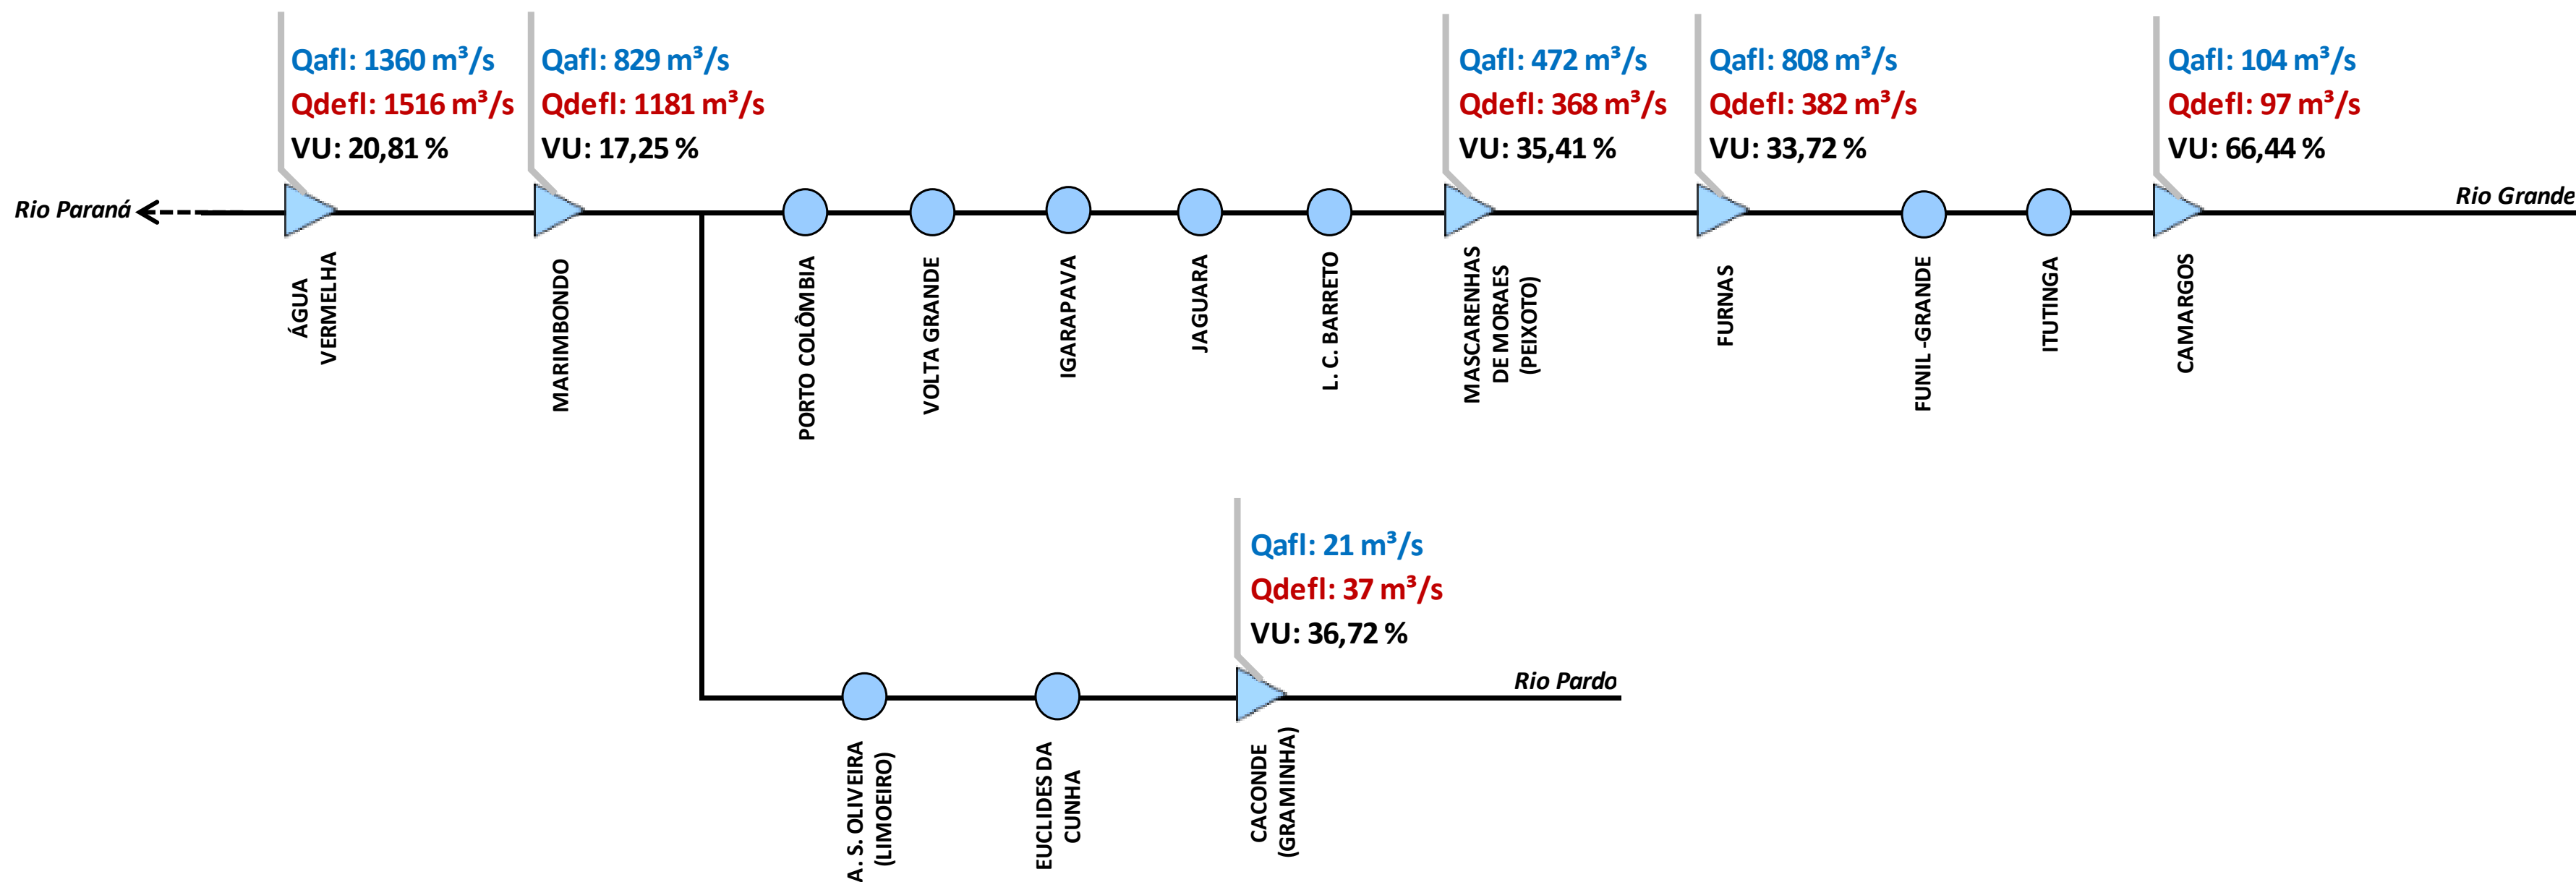 Qafl: 1360 m³/s
Qdefl: 1516 m³/s
VU: 20,81 %
Qafl: 829 m³/s
Qdefl: 1181 m³/s
VU: 17,25 %
Qafl: 472 m³/s
Qdefl: 368 m³/s
VU: 35,41 %
Qafl: 808 m³/s
Qdefl: 382 m³/s
VU: 33,72 %
Qafl: 104 m³/s
Qdefl: 97 m³/s
VU: 66,44 %
Rio Paraná
Rio Grande
ÁGUA
VERMELHA
MARIMBONDO
PORTO COLÔMBIA
VOLTA GRANDE
IGARAPAVA
JAGUARA
L. C. BARRETO
MASCARENHAS
DE MORAES
(PEIXOTO)
FURNAS
FUNIL -GRANDE
ITUTINGA
CAMARGOS
Qafl: 21 m³/s
Qdefl: 37 m³/s
VU: 36,72 %
Rio Pardo
A. S. OLIVEIRA
(LIMOEIRO)
EUCLIDES DA
CUNHA
CACONDE
(GRAMINHA)